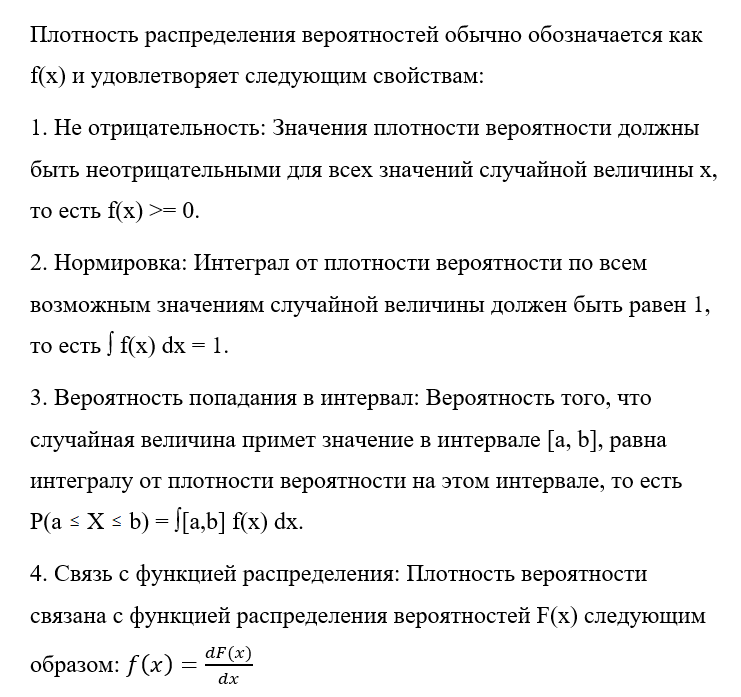 Плотность распределения вероятностей обычно обозначается как
f(x) и удовлетворяет следующим свойствам:
1. Не отрицательность: Значения плотности вероятности должны
быть неотрицательными для всех значений случайной величины x,
то есть f(x) >= 0.
2. Нормировка: Интеграл от плотности вероятности по всем
возможным значениям случайной величины должен быть равен 1,
то есть ∫ f(x) dx = 1.
3. Вероятность попадания в интервал: Вероятность того, что
случайная величина примет значение в интервале [a, b], равна
интегралу от плотности вероятности на этом интервале, то есть
P(a ≤ X ≤ b) = ∫[a,b] f(x) dx.
4. Связь с функцией распределения: Плотность вероятности
связана с функцией распределения вероятностей F(x) следующим
образом: f(x) = dF(x)/dx